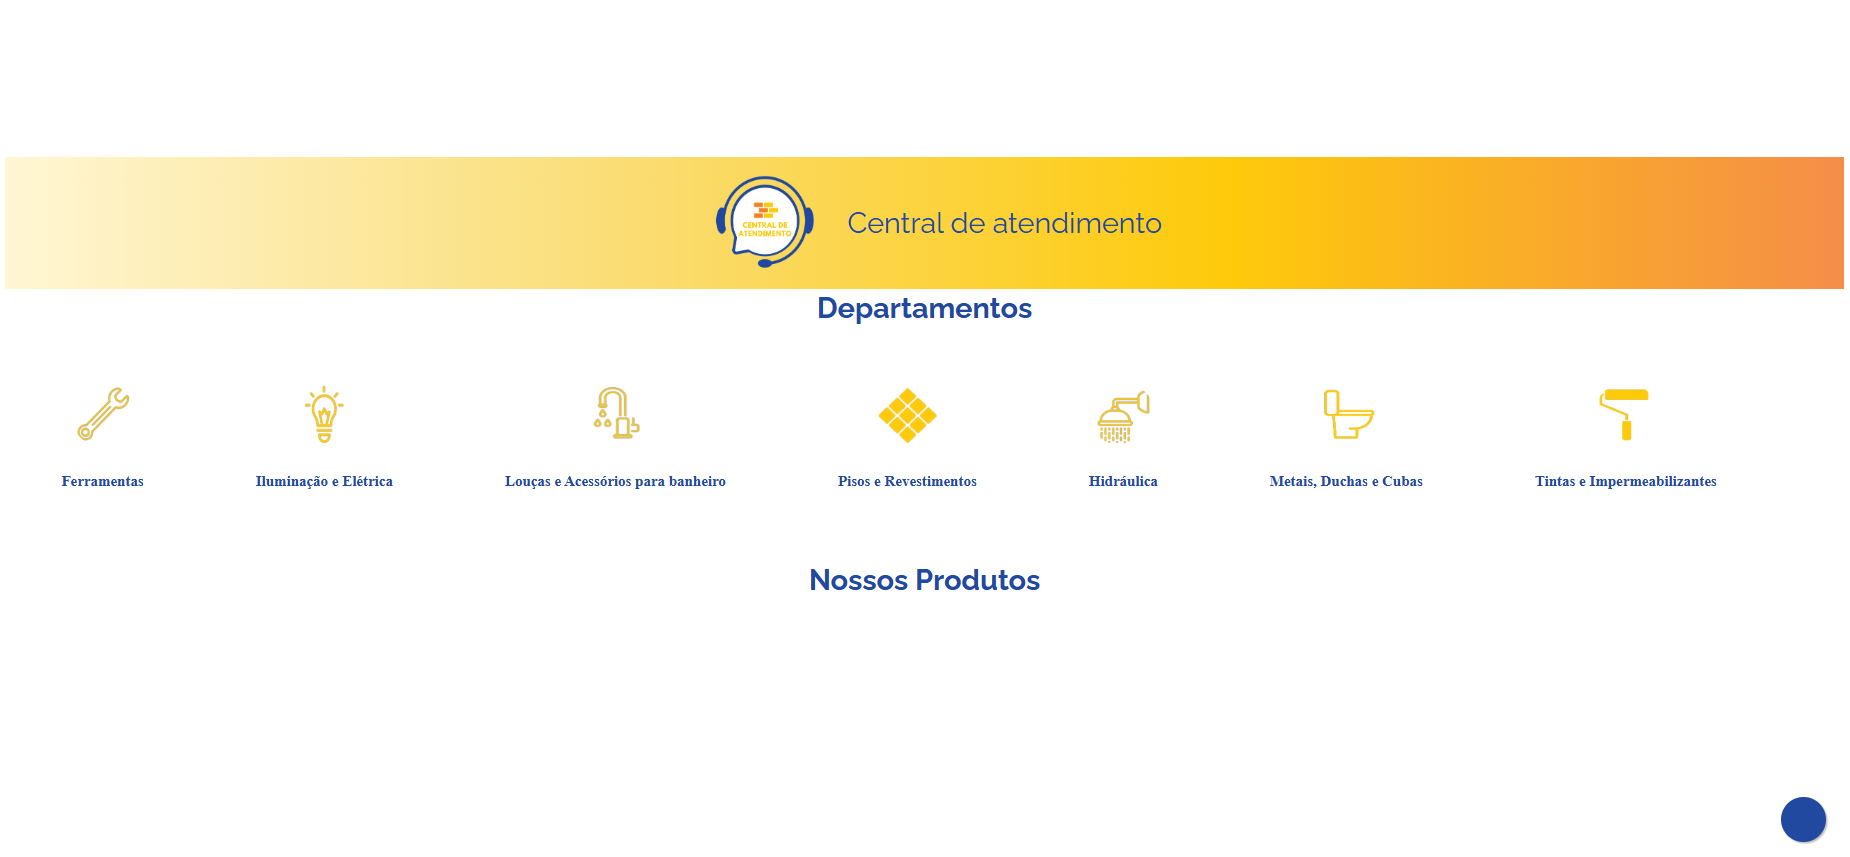 CENTRAL DE
ATENDIMENTO
Central de atendimento
Departamentos
Ferramentas
Iluminação e Elétrica
Louças e Acessórios para banheiro
Pisos e Revestimentos
Hidráulica
Metais, Duchas e Cubas
Tintas e Impermeabilizantes
Nossos Produtos